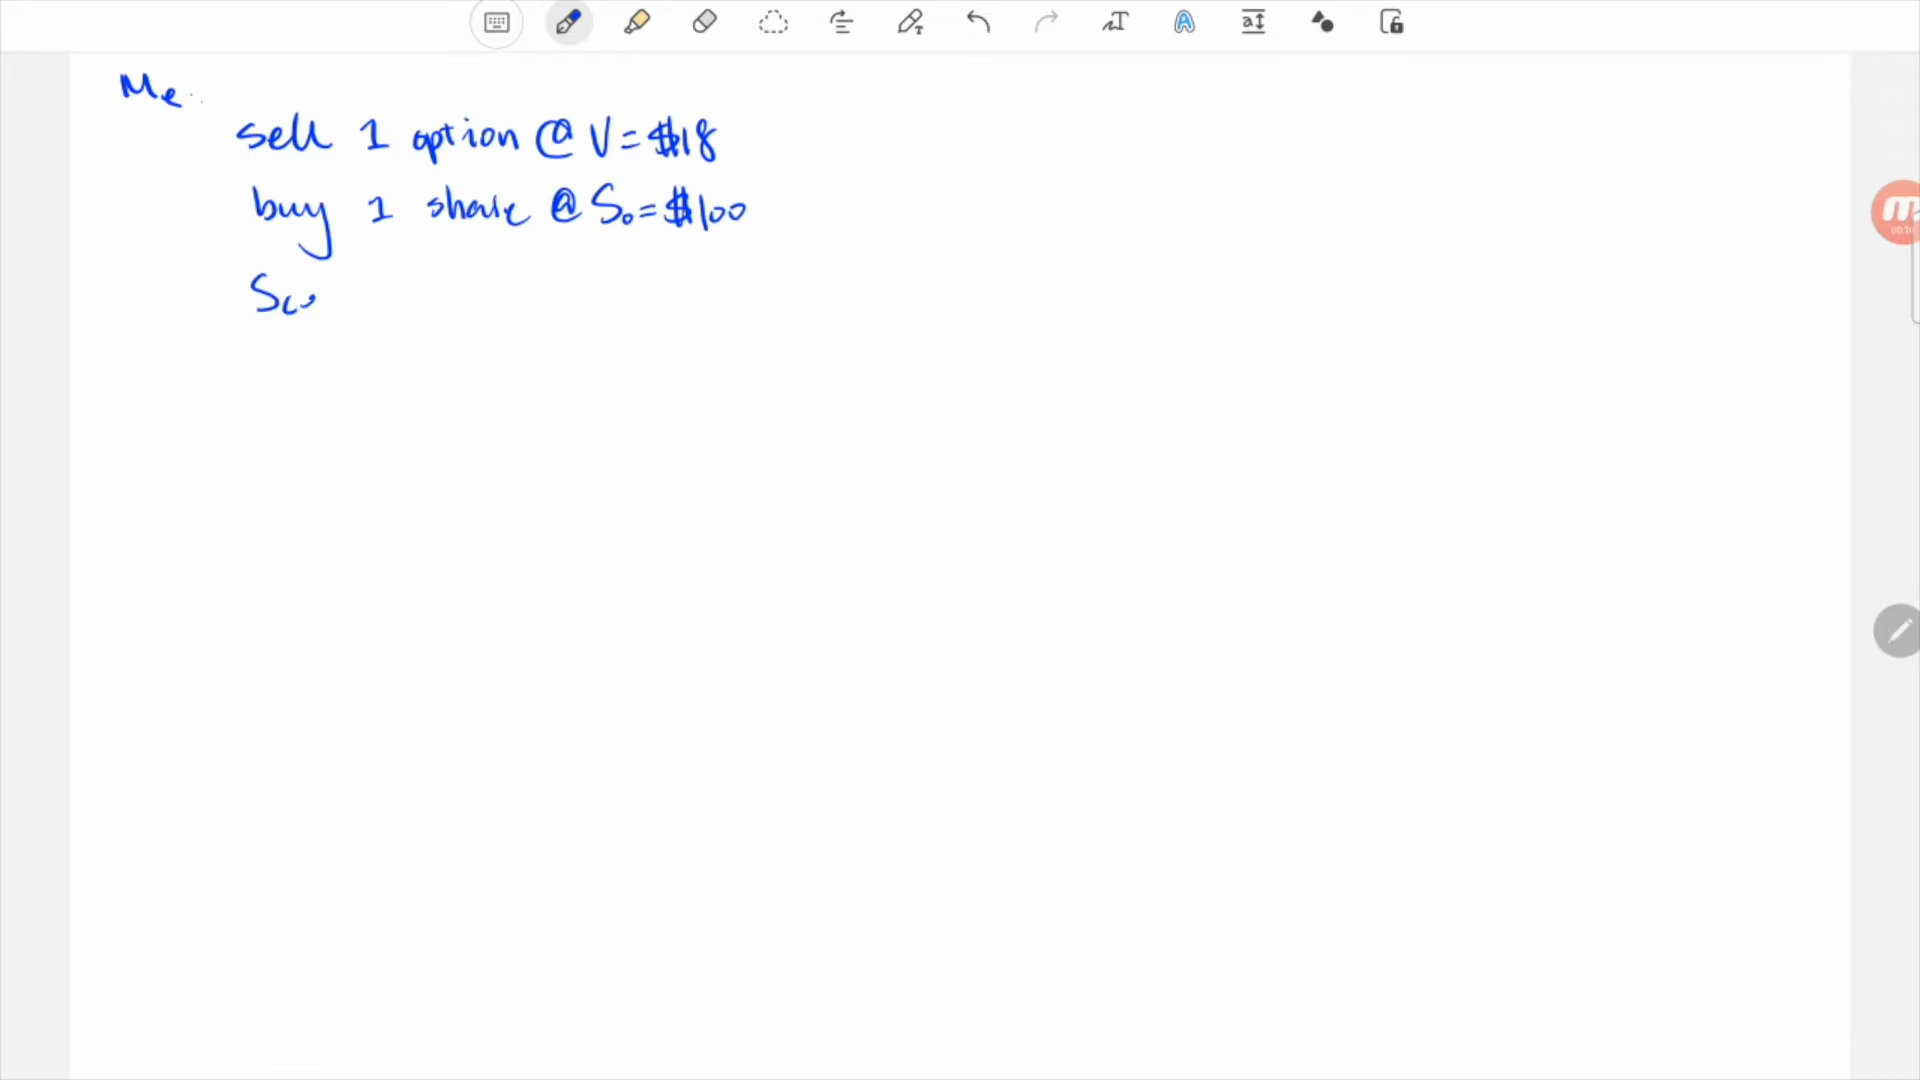 Me:
sell 1 option @ V = $18
buy 1 share @ S₀ = $100